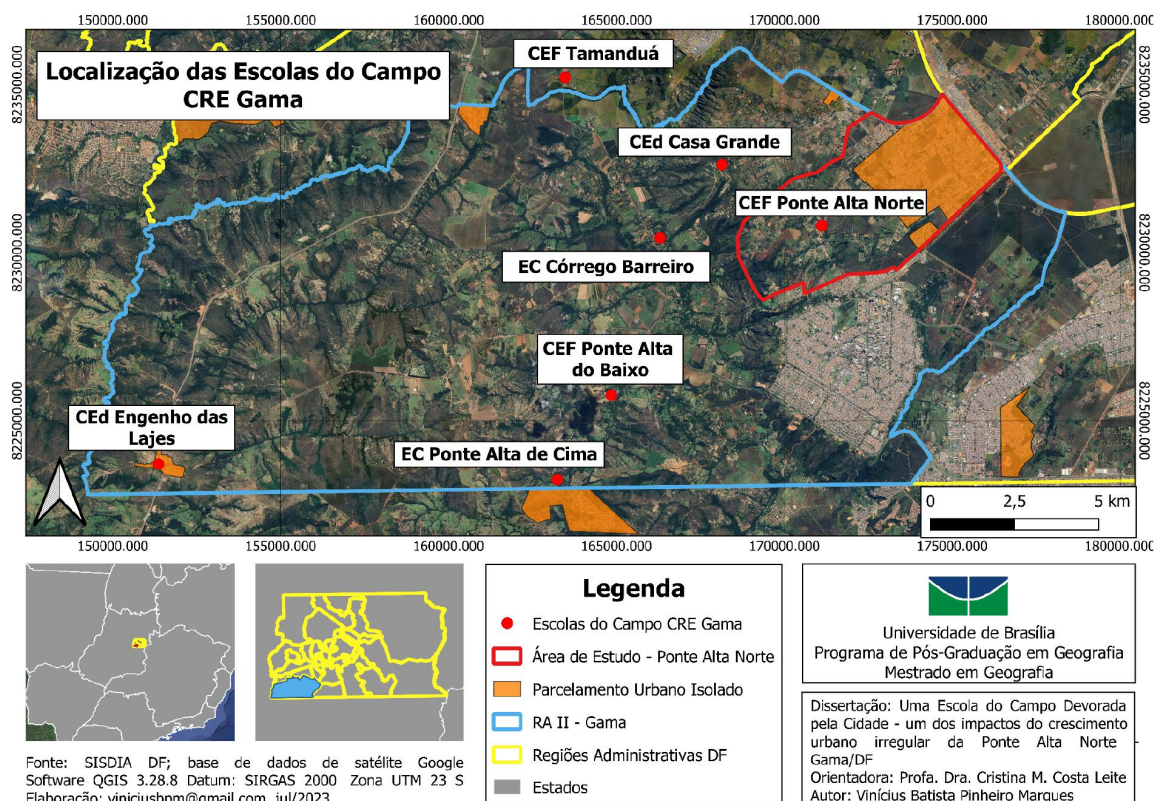 150000.000 155000.000 160000.000 165000.000 170000.000 175000.000 180000.000
8235000.000
8230000.000
8225000.000
Localização das Escolas do Campo
CRE Gama
CEF Tamanduá
CEd Casa Grande
CEF Ponte Alta Norte
EC Córrego Barreiro
CEF Ponte Alta
do Baixo
CEd Engenho das
Lajes
EC Ponte Alta de Cima
8235000.000
8230000.000
8225000.000
0 2,5 5 km
150000.000 155000.000 160000.000 165000.000 170000.000 175000.000 180000.000
Fonte: SISDIA DF; base de dados de satélite Google
Software QGIS 3.28.8 Datum: SIRGAS 2000 Zona UTM 23 S
Elaboração: viniciusbpm@gmail.com, jul/2023
Legenda
Escolas do Campo CRE Gama
Área de Estudo - Ponte Alta Norte
Parcelamento Urbano Isolado
RA II - Gama
Regiões Administrativas DF
Estados
Universidade de Brasília
Programa de Pós-Graduação em Geografia
Mestrado em Geografia
Dissertação: Uma Escola do Campo Devorada
pela Cidade - um dos impactos do crescimento
urbano irregular da Ponte Alta Norte -
Gama/DF
Orientadora: Profa. Dra. Cristina M. Costa Leite
Autor: Vinícius Batista Pinheiro Marques